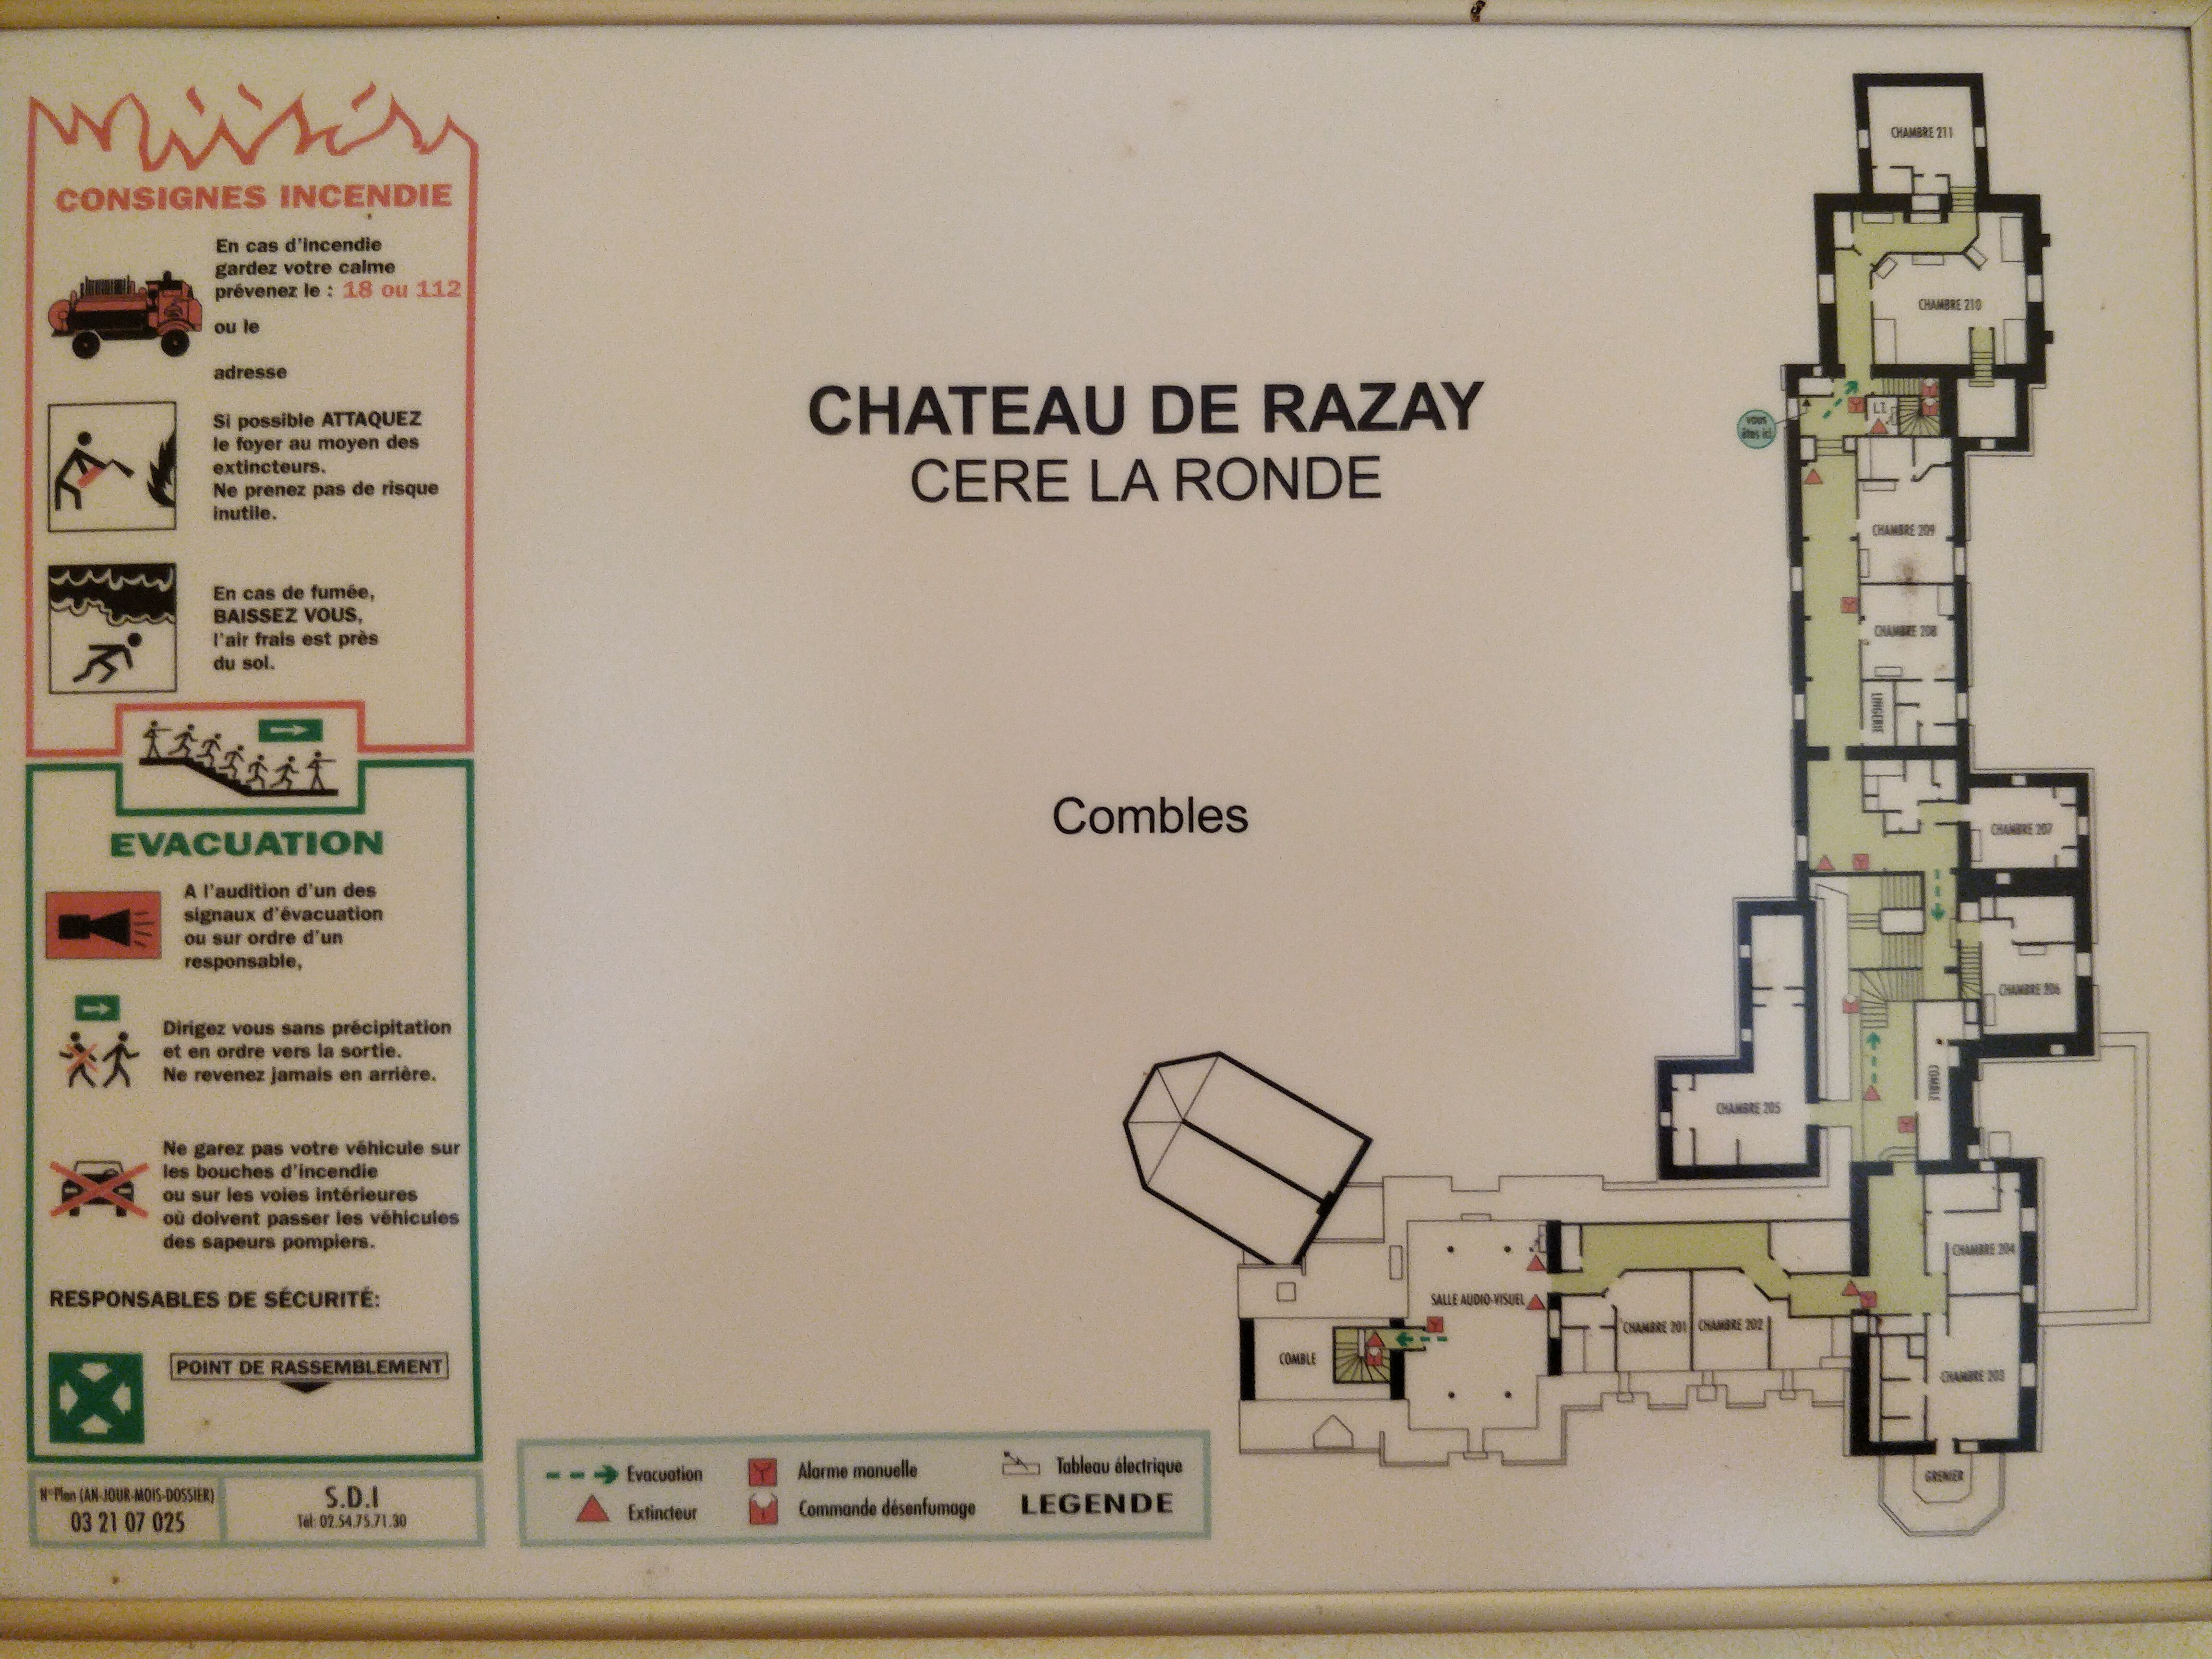 CONSIGNES INCENDIE
En cas d'incendie
gardez votre calme
prévenez le : 18 ou 112
ou le
adresse
Si possible ATTAQUEZ
le foyer au moyen des
extincteurs.
Ne prenez pas de risque
inutile.
En cas de fumée,
BAISSEZ VOUS,
l'air frais est près
du sol.
EVACUATION
A l'audition d'un des
signaux d'évacuation
ou sur ordre d'un
responsable,
Dirigez vous sans précipitation
et en ordre vers la sortie.
Ne revenez jamais en arrière.
Ne garez pas votre véhicule sur
les bouches d'incendie
ou sur les voies intérieures
où doivent passer les véhicules
des sapeurs pompiers.
RESPONSABLES DE SÉCURITÉ:
POINT DE RASSEMBLEMENT
N°Plan (AN-JOUR-MOIS-DOSSIER)
03 21 07 025
S.D.I
Tél: 02.54.75.71.30
CHATEAU DE RAZAY
CERE LA RONDE
Combles
CHAMBRE 211
CHAMBRE 210
vous
êtes ici
L.T.
CHAMBRE 209
CHAMBRE 208
LINGERIE
CHAMBRE 207
CHAMBRE 206
COMBLE
CHAMBRE 205
CHAMBRE 204
SALLE AUDIO-VISUEL
CHAMBRE 201
CHAMBRE 202
COMBLE
CHAMBRE 203
GRENIER
Evacuation
Extincteur
Alarme manuelle
Commande désenfumage
Tableau électrique
LEGENDE